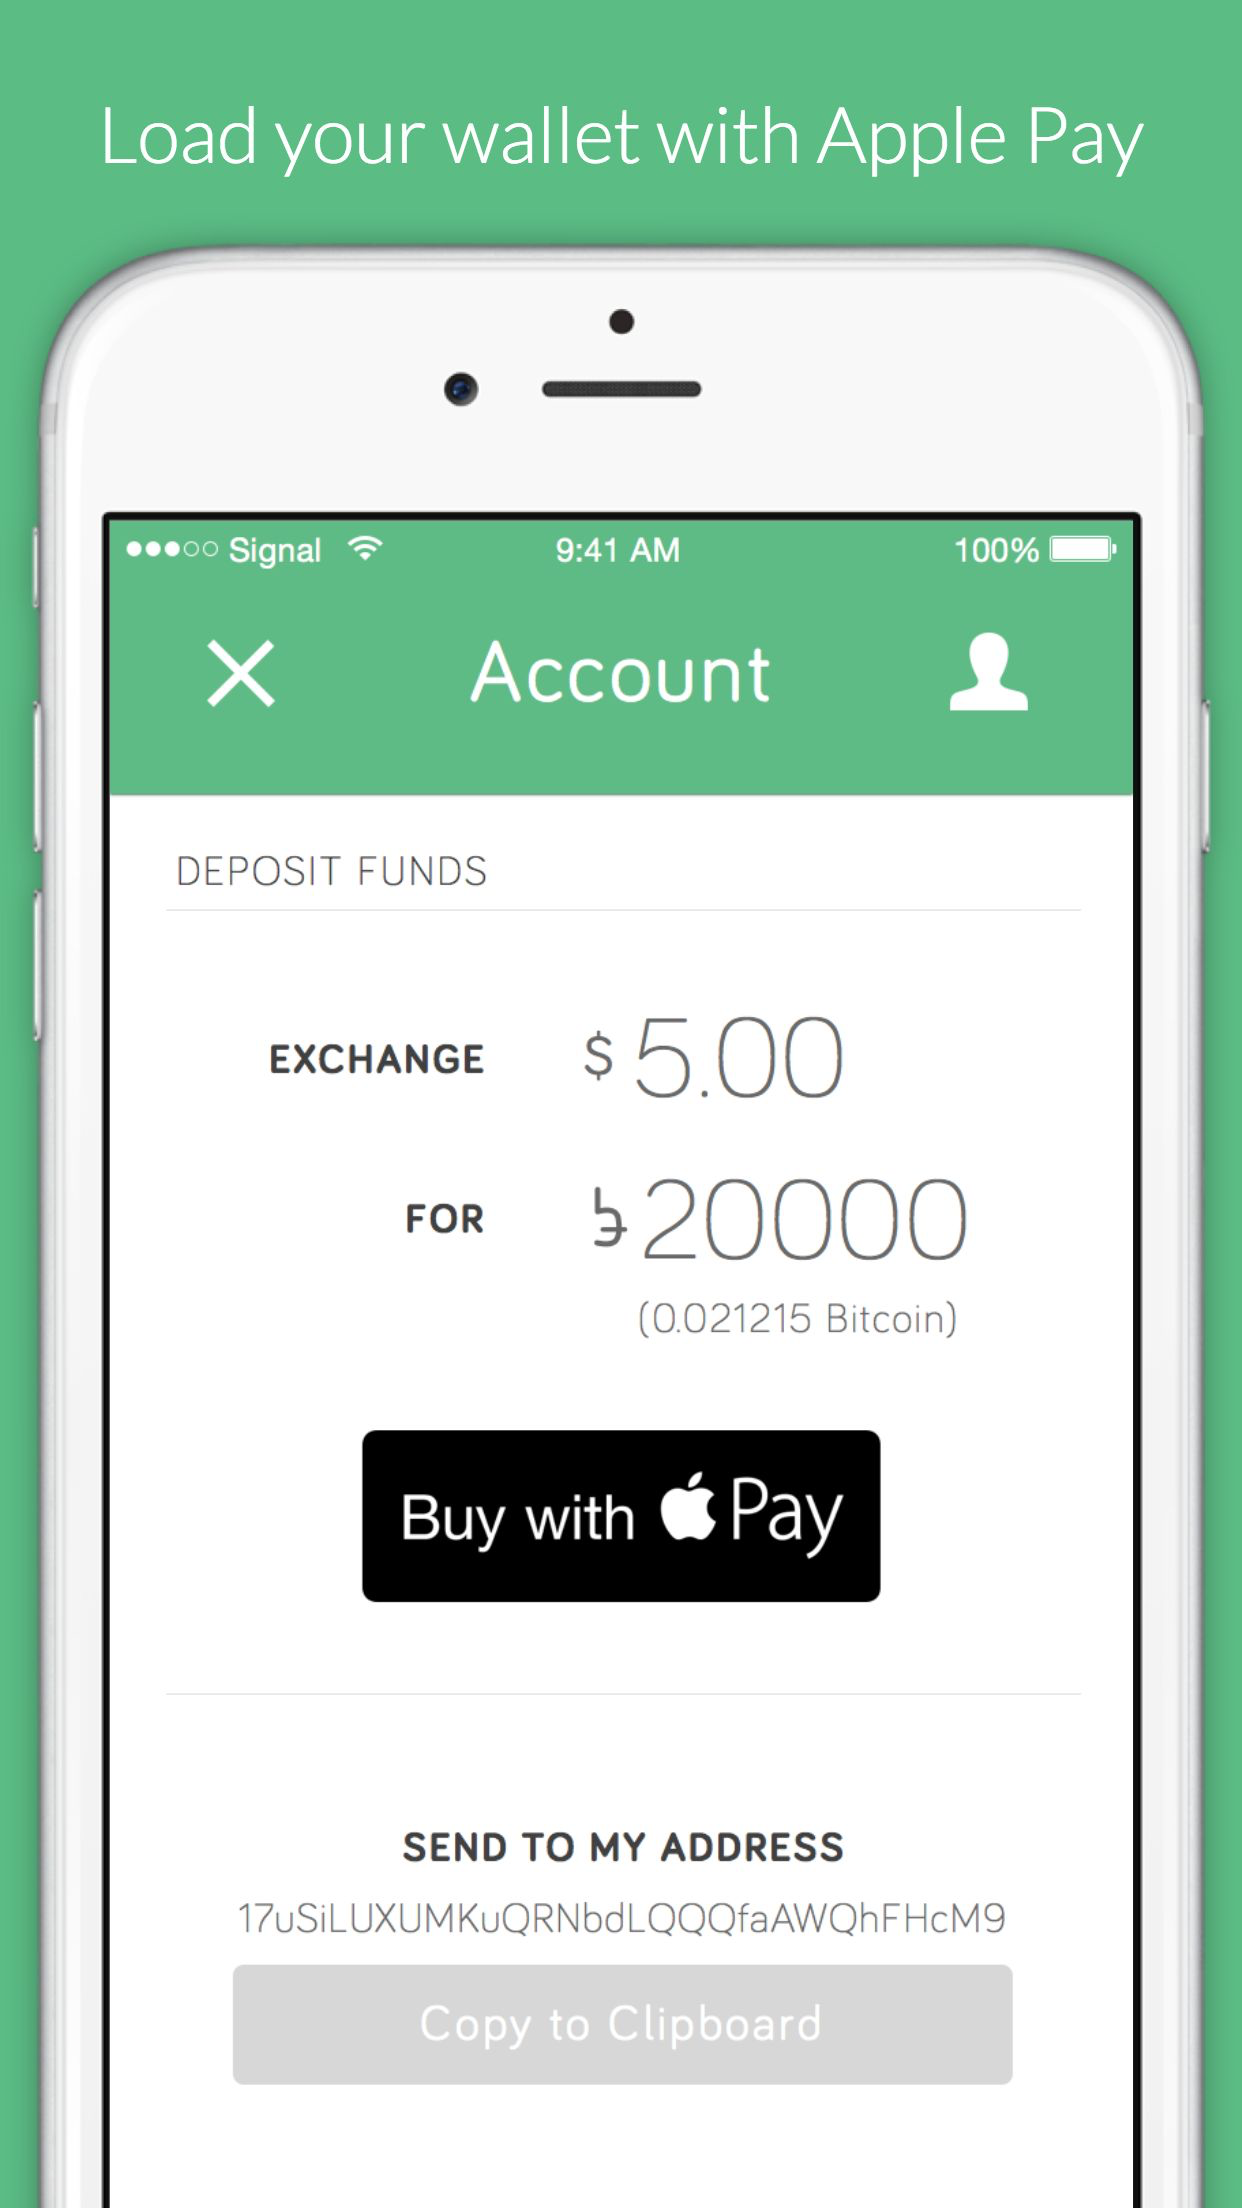 Load your wallet with Apple Pay
Signal 9:41 AM 100%
Account
DEPOSIT FUNDS
EXCHANGE $5.00
FOR 20000
(0.021215 Bitcoin)
Buy with Pay
SEND TO MY ADDRESS
17uSiLUXUMKuQRNbdLQQQfaAWQhFHcM9
Copy to Clipboard